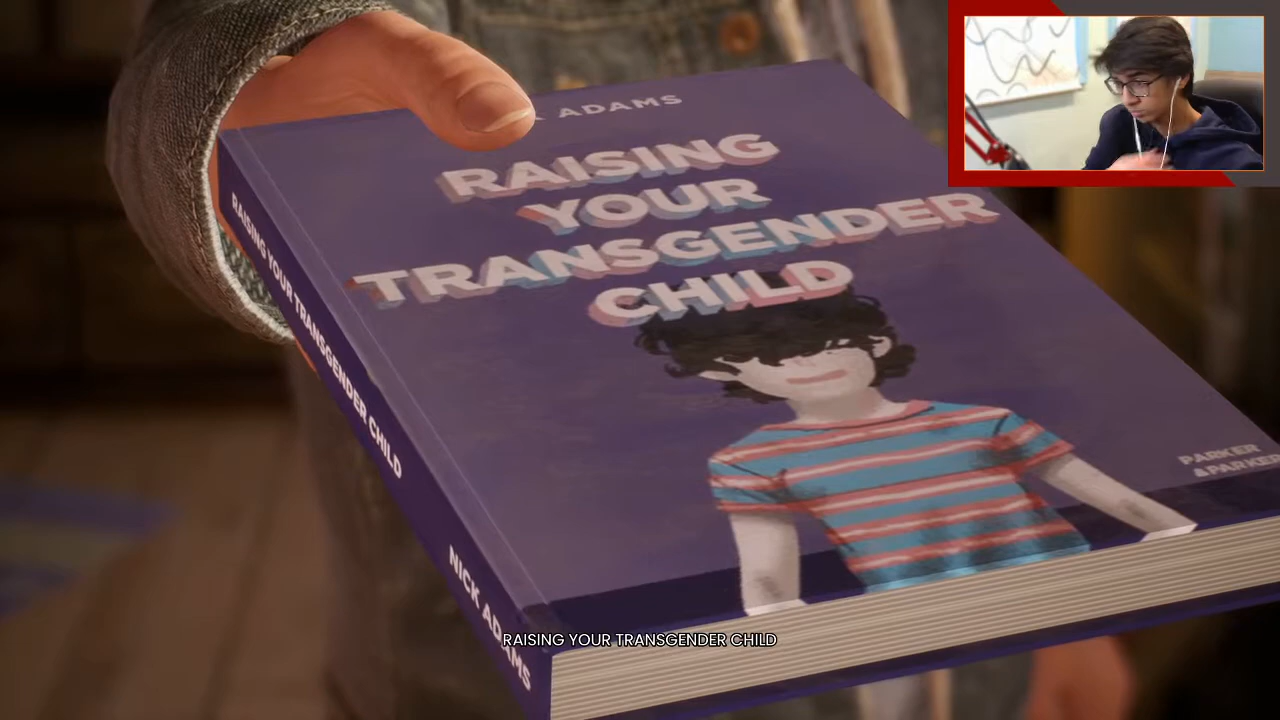 ADAMS
RAISING
YOUR
TRANSGENDER
CHILD
PARKER
&PARKER
RAISING YOUR TRANSGENDER CHILD
NICK ADAMS
RAISING YOUR TRANSGENDER CHILD